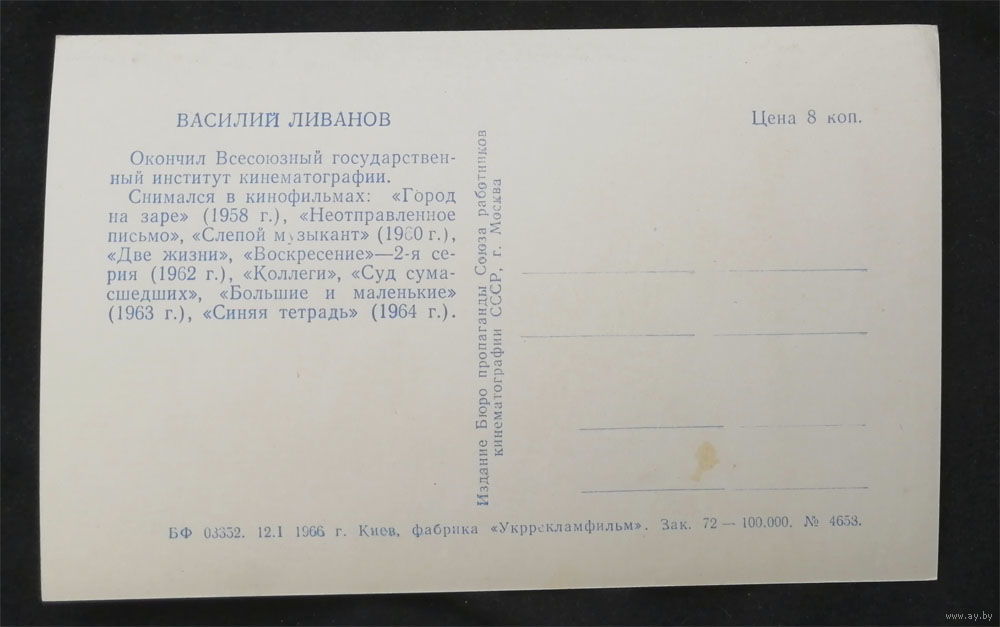 ВАСИЛИЙ ЛИВАНОВ
Окончил Всесоюзный государствен-
ный институт кинематографии.
Снимался в кинофильмах: «Город
на заре» (1958 г.), «Неотправленное
письмо», «Слепой музыкант» (1960 г.),
«Две жизни», «Воскресение»—2-я се-
рия (1962 г.), «Коллеги», «Суд сума-
сшедших», «Большие и маленькие»
(1963 г.), «Синяя тетрадь» (1964 г.).
Издание Бюро пропаганды Союза работников
кинематографии СССР, г. Москва
Цена 8 коп.
БФ 03352. 12.1 1966 г. Киев, фабрика «Укррекламфильм». Зак. 72 — 100.000. № 4658.
www.ay.by